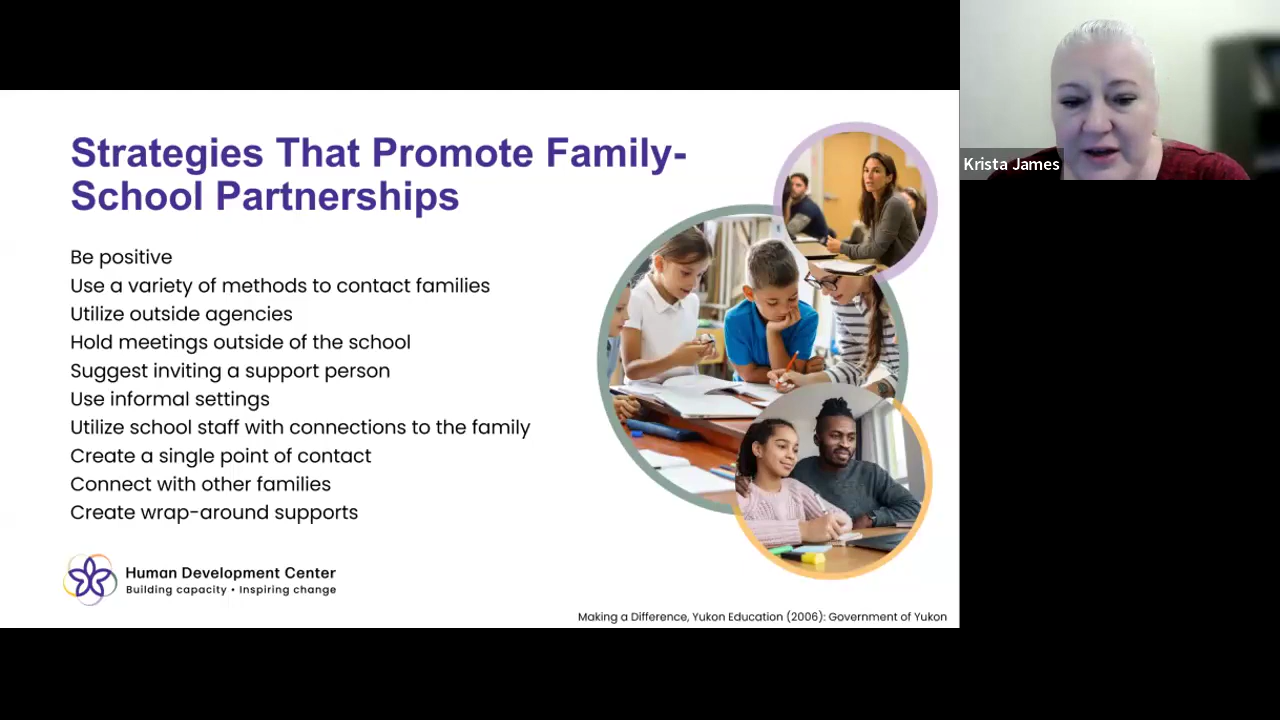 Strategies That Promote Family-
School Partnerships
Be positive
Use a variety of methods to contact families
Utilize outside agencies
Hold meetings outside of the school
Suggest inviting a support person
Use informal settings
Utilize school staff with connections to the family
Create a single point of contact
Connect with other families
Create wrap-around supports
Human Development Center
Building capacity • Inspiring change
Making a Difference, Yukon Education (2006): Government of Yukon
Krista James